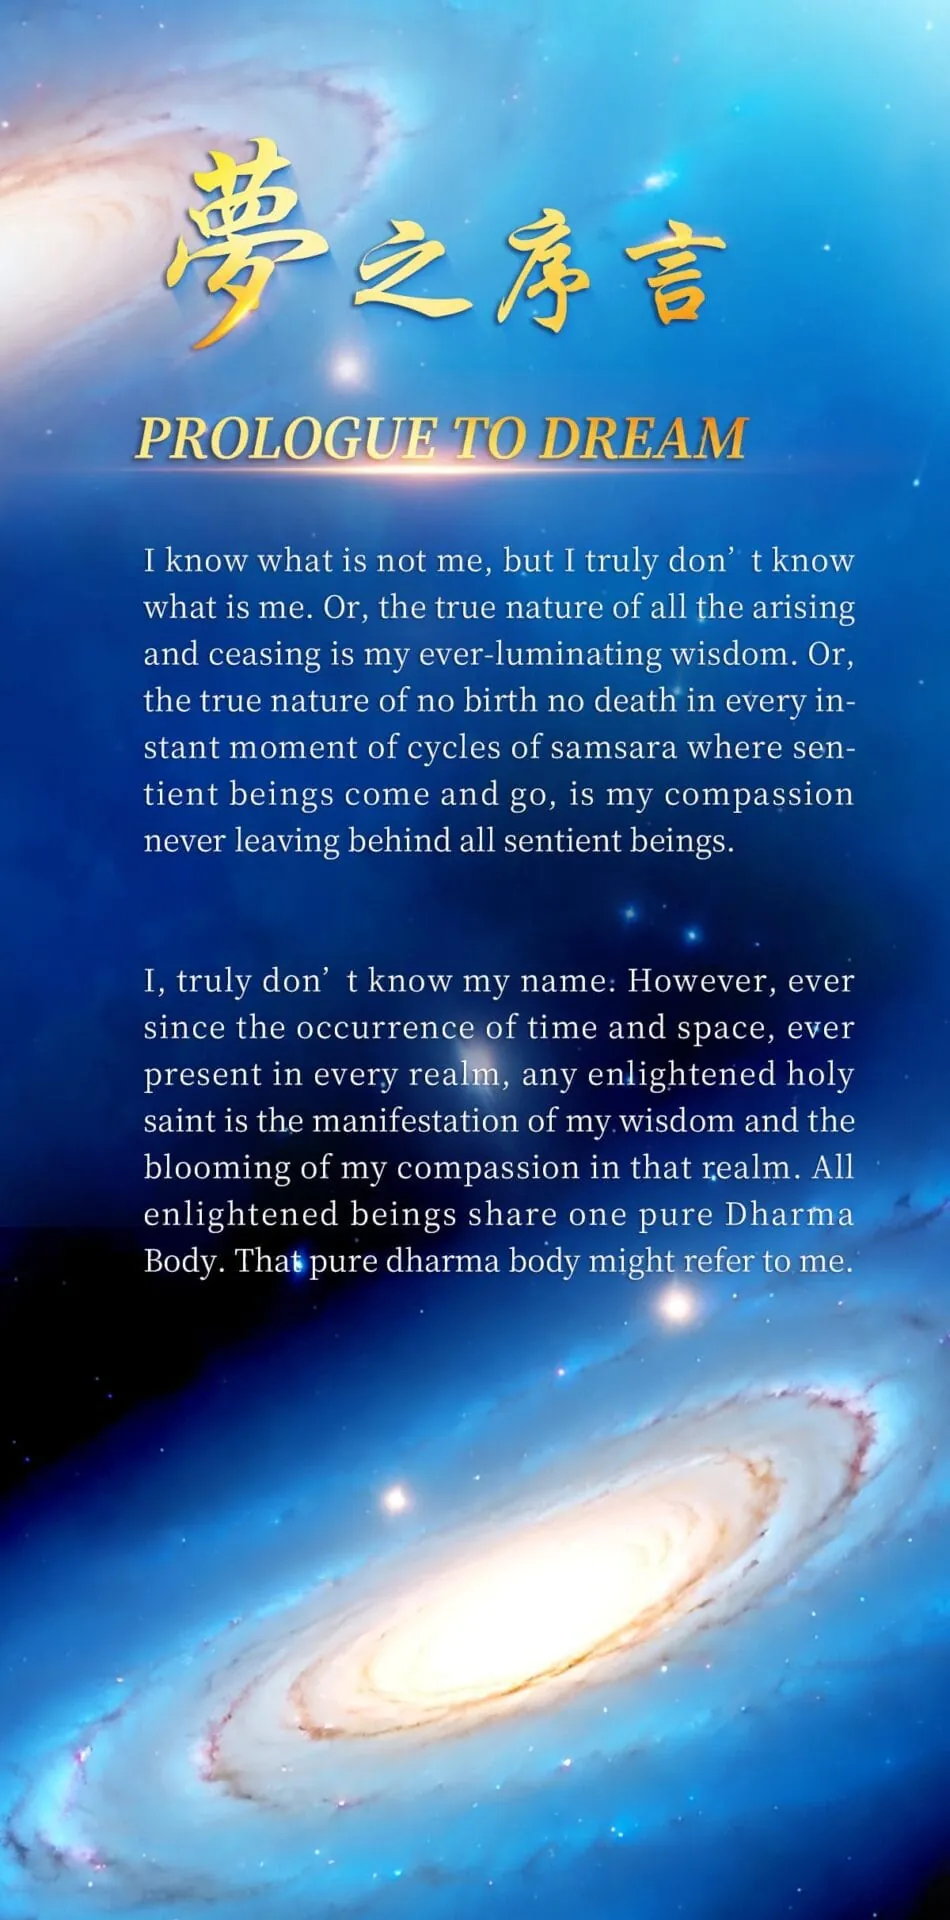 夢之序言
PROLOGUE TO DREAM
I know what is not me, but I truly don’t know
what is me. Or, the true nature of all the arising
and ceasing is my ever-luminating wisdom. Or,
the true nature of no birth no death in every in-
stant moment of cycles of samsara where sen-
tient beings come and go, is my compassion
never leaving behind all sentient beings.
I, truly don’t know my name. However, ever
since the occurrence of time and space, ever
present in every realm, any enlightened holy
saint is the manifestation of my wisdom and the
blooming of my compassion in that realm. All
enlightened beings share one pure Dharma
Body. That pure dharma body might refer to me.